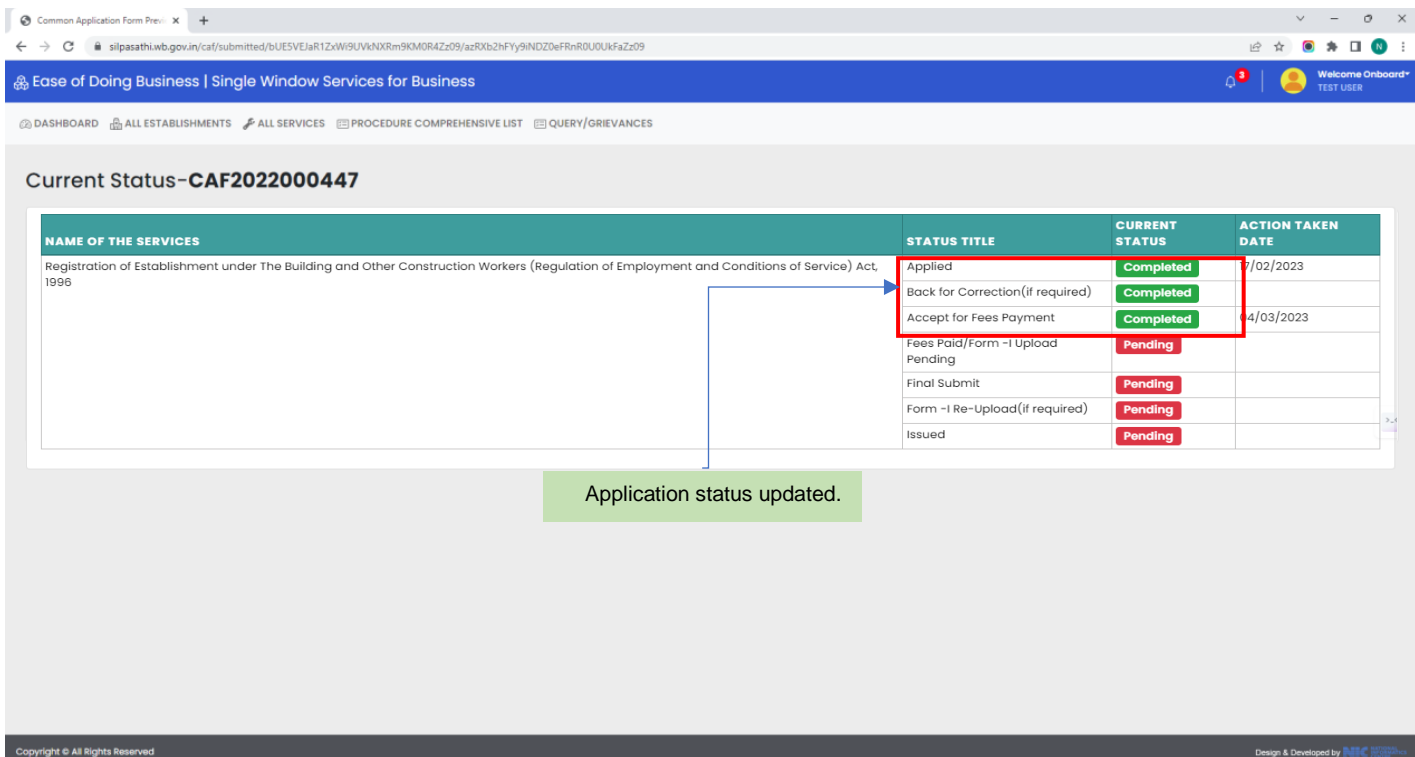 Common Application Form Previ
silpasathi.wb.gov.in/caf/submitted/bUE5VEJaR1ZxWi9UVkNXRm9KM0R4Zz09/azRXb2hFYy9iNDZ0eFRnR0U0UkFaZz09
Ease of Doing Business | Single Window Services for Business
3
Welcome Onboard
TEST USER
DASHBOARD ALL ESTABLISHMENTS ALL SERVICES PROCEDURE COMPREHENSIVE LIST QUERY/GRIEVANCES
Current Status-CAF2022000447
NAME OF THE SERVICES STATUS TITLE CURRENT STATUS ACTION TAKEN DATE
Registration of Establishment under The Building and Other Construction Workers (Regulation of Employment and Conditions of Service) Act,
1996
Applied Completed 17/02/2023
Back for Correction(if required) Completed
Accept for Fees Payment Completed 04/03/2023
Fees Paid/Form -I Upload
Pending
Pending
Final Submit Pending
Form -I Re-Upload(if required) Pending
Issued Pending
Application status updated.
Copyright © All Rights Reserved
Design & Developed by NIC